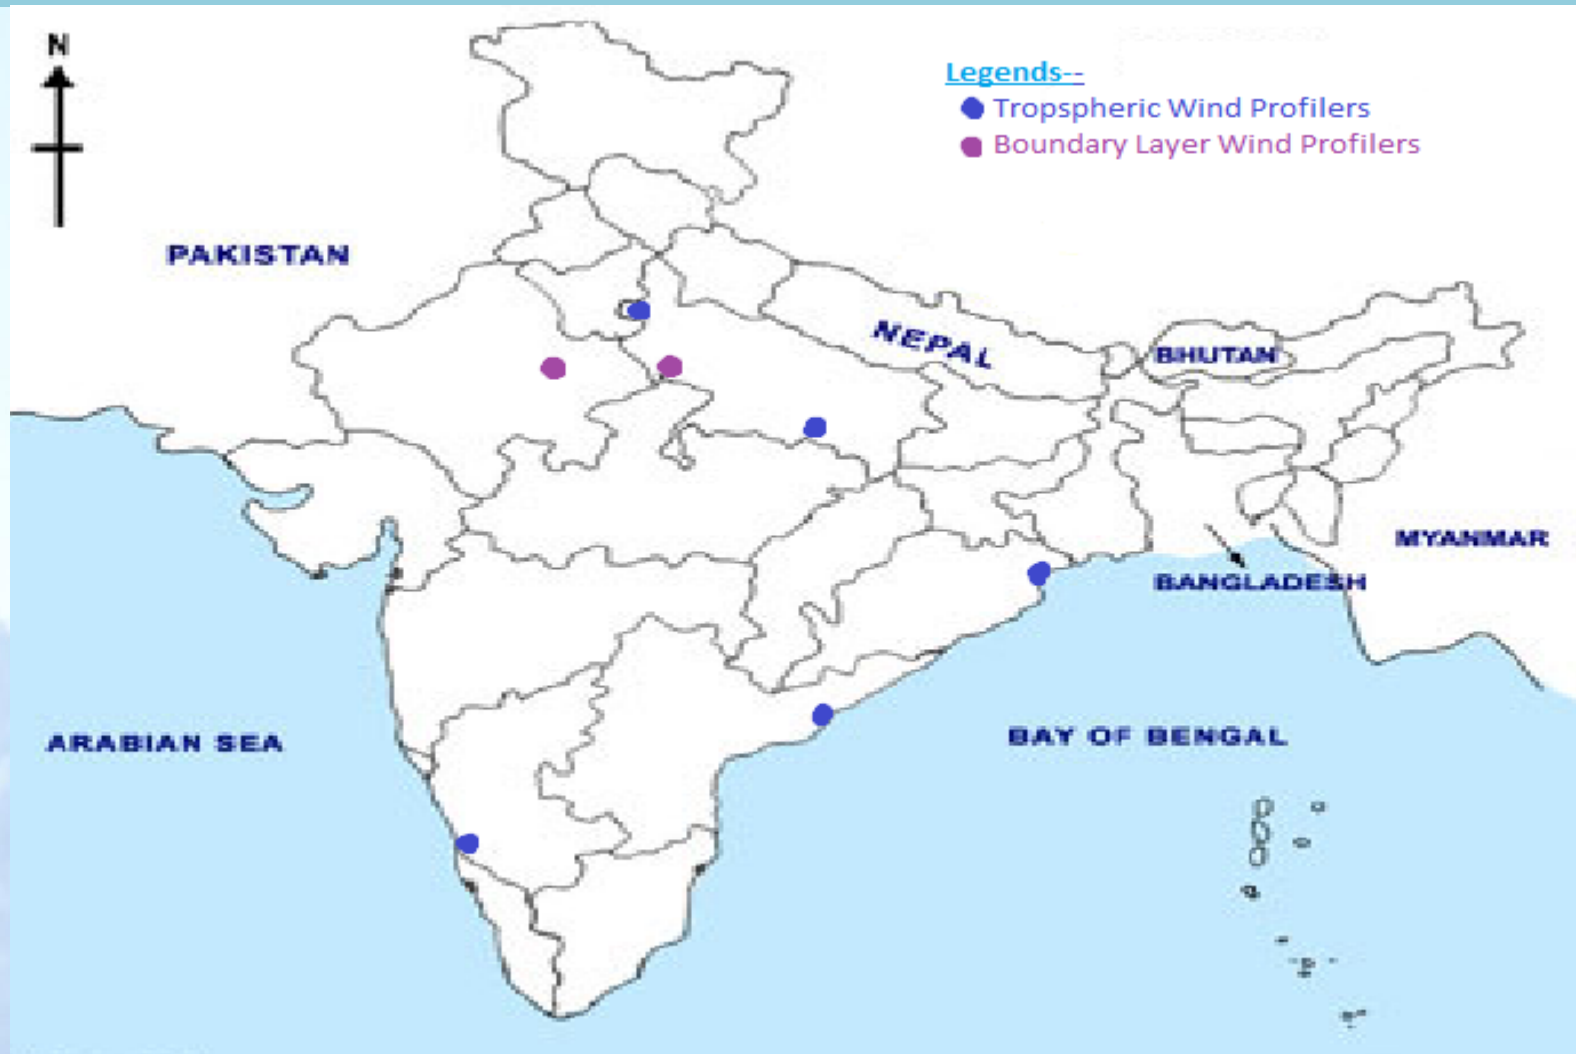 N
Legends--
Tropspheric Wind Profilers
Boundary Layer Wind Profilers
PAKISTAN
NEPAL
BHUTAN
MYANMAR
BANGLADESH
ARABIAN SEA
BAY OF BENGAL